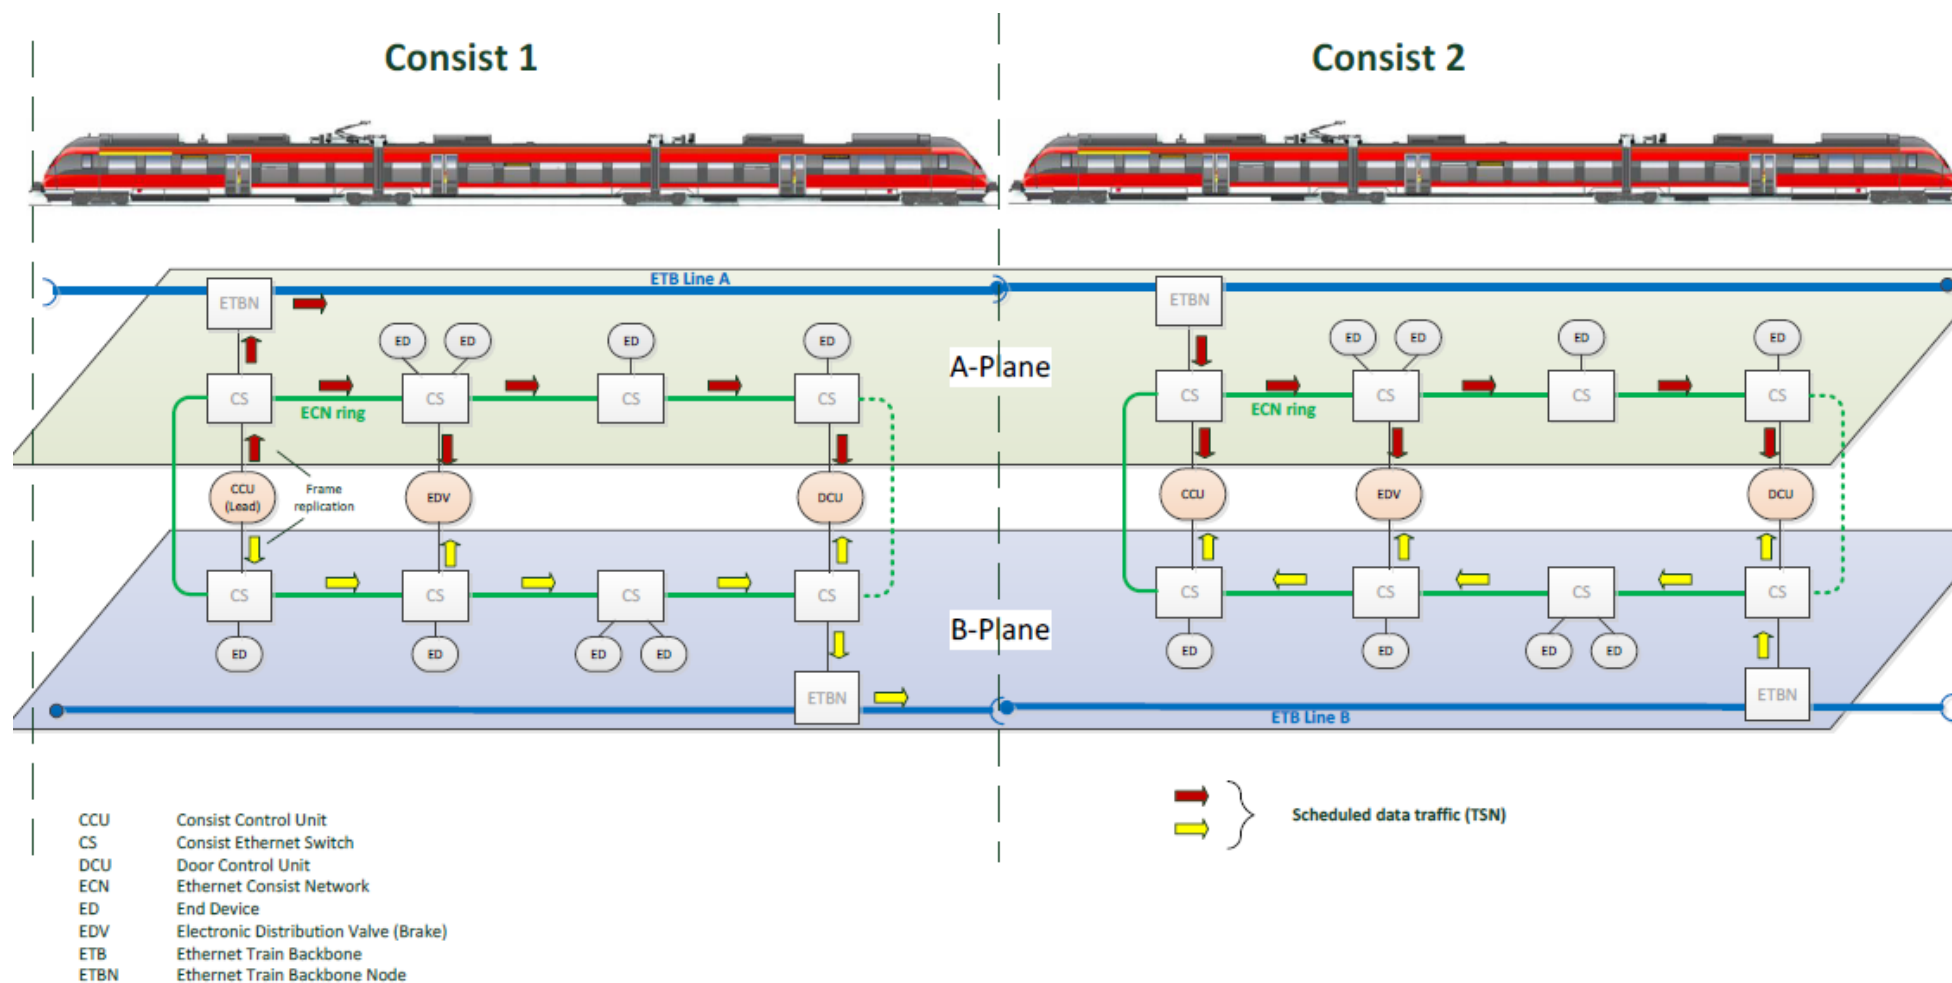 Consist 1
Consist 2
ETB Line A
ETBN
ETBN
ED
ED
ED
ED
ED
ED
ED
ED
A-Plane
CS
CS
CS
CS
CS
CS
CS
CS
ECN ring
ECN ring
CCU
(Lead)
Frame
replication
EDV
DCU
CCU
EDV
DCU
CS
CS
CS
CS
CS
CS
CS
CS
B-Plane
ED
ED
ED
ED
ED
ED
ED
ED
ETBN
ETBN
ETB Line B
Scheduled data traffic (TSN)
CCU Consist Control Unit
CS Consist Ethernet Switch
DCU Door Control Unit
ECN Ethernet Consist Network
ED End Device
EDV Electronic Distribution Valve (Brake)
ETB Ethernet Train Backbone
ETBN Ethernet Train Backbone Node